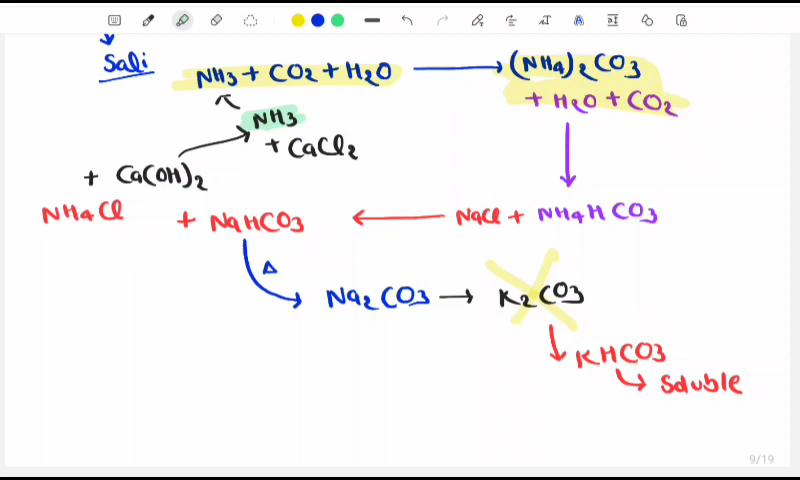 Sali
NH3 + CO2 + H2O → (NH4)2CO3
+ H2O + CO2
NH3
+ CaCl2
+ Ca(OH)2
NH4Cl + NaHCO3 ← NaCl + NH4HCO3
Δ
Na2CO3 → K2CO3
↓ KHCO3
↳ Soluble
9/19